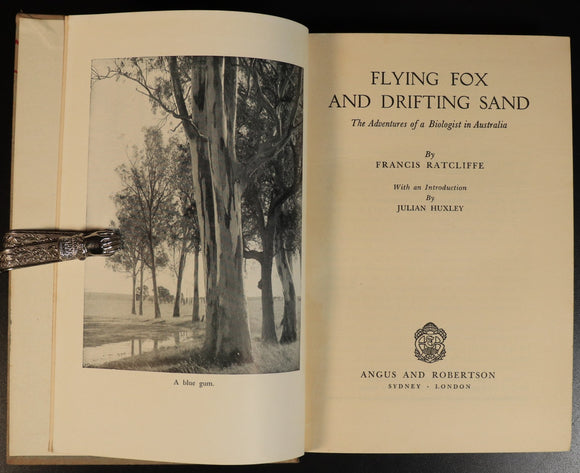 A blue gum.
FLYING FOX
AND DRIFTING SAND
The Adventures of a Biologist in Australia
By
FRANCIS RATCLIFFE
With an Introduction
By
JULIAN HUXLEY
ANGUS AND ROBERTSON
SYDNEY - LONDON